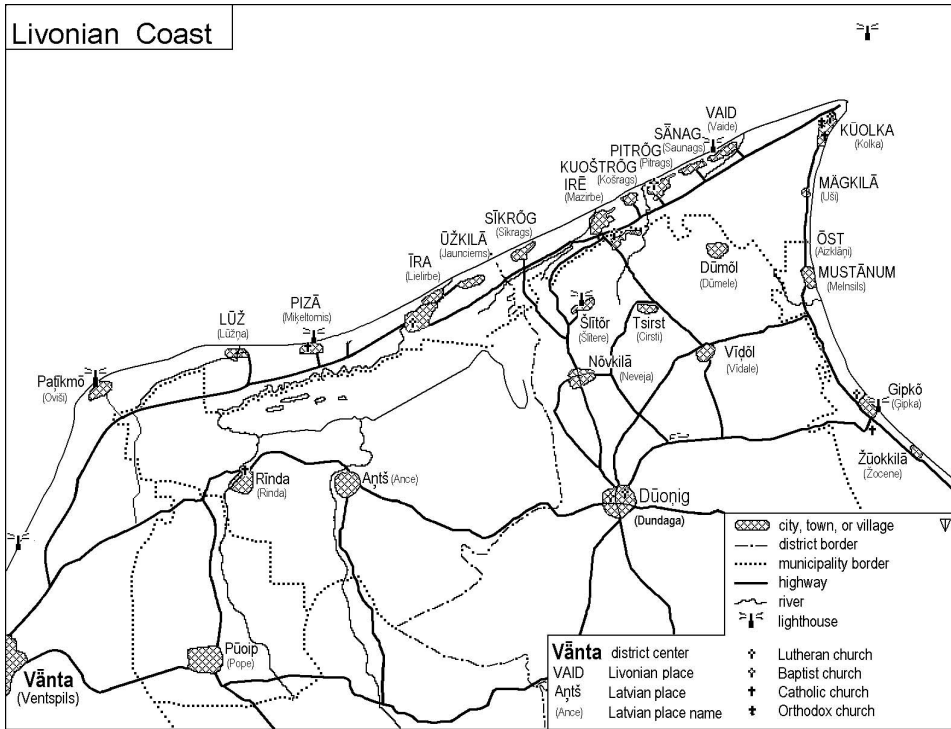 Livonian Coast
VAID
(Vaide)
SĀNAG
(Saunags)
PITRÕG
(Pitrags)
KUOŠTRÕG
(Košrags)
IRĒ
(Mazirbe)
KŪOLKA
(Kolka)
MÄGKILĀ
(Uši)
ÕST
(Aizklāņi)
MUSTĀNUM
(Melnsils)
SĪKRÕG
(Sīkrags)
ŪŽKILĀ
(Jaunciems)
ĪRA
(Lielirbe)
Dūmõl
(Dūmele)
PIZĀ
(Miķeltornis)
LŪŽ
(Lūžņa)
Šlītõr
(Šlītere)
Tsirst
(Cirsti)
Paţīkmō
(Oviši)
Nõvkilā
(Neveja)
Vīdõl
(Vīdale)
Gipkõ
(Ģipka)
Žūokkilā
(Žocene)
Rīnda
(Rinda)
Aņtš
(Ance)
Dūoņig
(Dundaga)
Pūoip
(Pope)
Vānta
(Ventspils)
city, town, or village
district border
municipality border
highway
river
lighthouse
Vānta district center
VAID Livonian place
Aņtš Latvian place
(Ance) Latvian place name
Lutheran church
Baptist church
Catholic church
Orthodox church